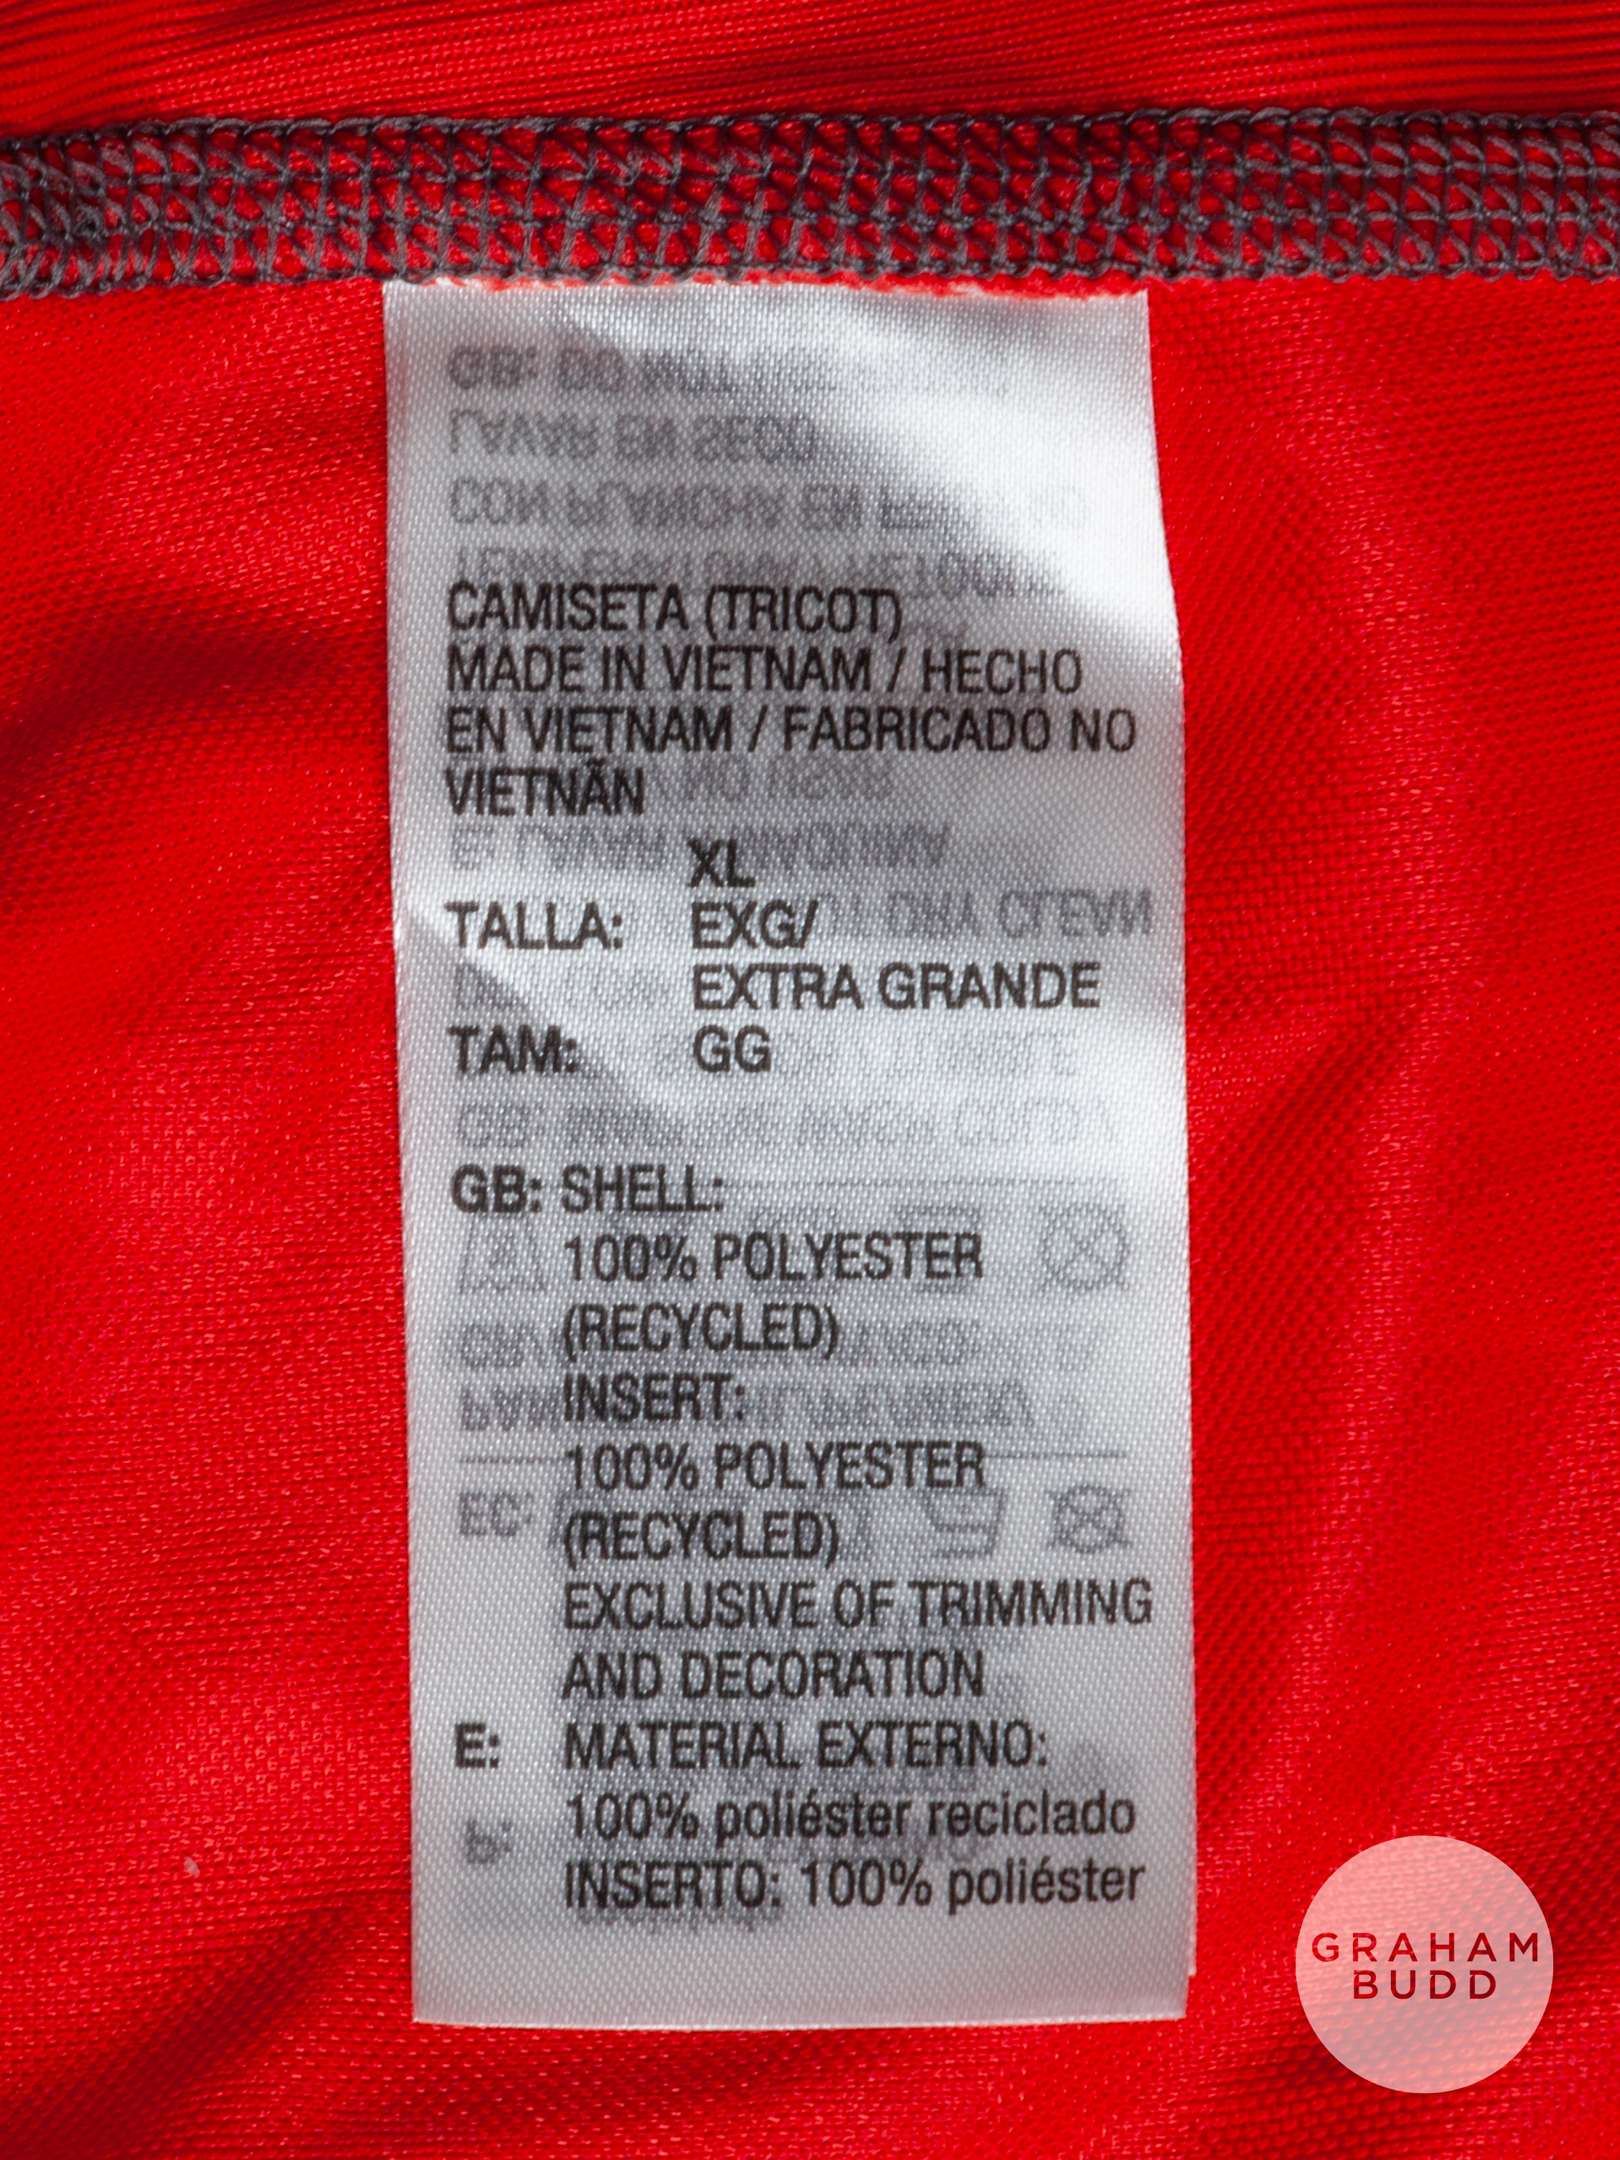 CAMISETA (TRICOT)
MADE IN VIETNAM / HECHO
EN VIETNAM / FABRICADO NO
VIETNÃN
XL
TALLA: EXG/
EXTRA GRANDE
TAM: GG
GB: SHELL:
100% POLYESTER
(RECYCLED)
INSERT:
100% POLYESTER
(RECYCLED)
EXCLUSIVE OF TRIMMING
AND DECORATION
E: MATERIAL EXTERNO:
100% poliéster reciclado
INSERTO: 100% poliéster
GRAHAM
BUDD